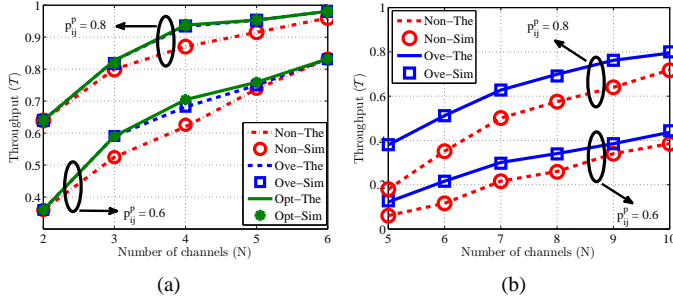 1
0.9
0.8
0.7
0.6
0.5
0.4
Throughput (T)
p^p_ij = 0.8
p^p_ij = 0.6
Non−The
Non−Sim
Ove−The
Ove−Sim
Opt−The
Opt−Sim
2 3 4 5 6
Number of channels (N)
(a)
0.8
0.6
0.4
0.2
0
Throughput (T)
Non−The
Non−Sim
Ove−The
Ove−Sim
p^p_ij = 0.8
p^p_ij = 0.6
5 6 7 8 9 10
Number of channels (N)
(b)